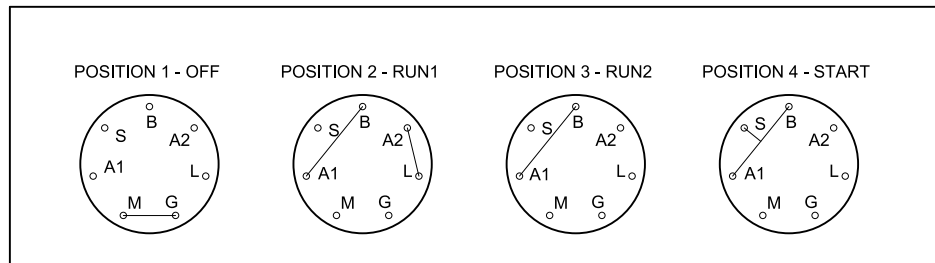 POSITION 1 - OFF
POSITION 2 - RUN1
POSITION 3 - RUN2
POSITION 4 - START
B
S
A2
A1
L
M
G
B
S
A2
A1
L
M
G
B
S
A2
A1
L
M
G
B
S
A2
A1
L
M
G